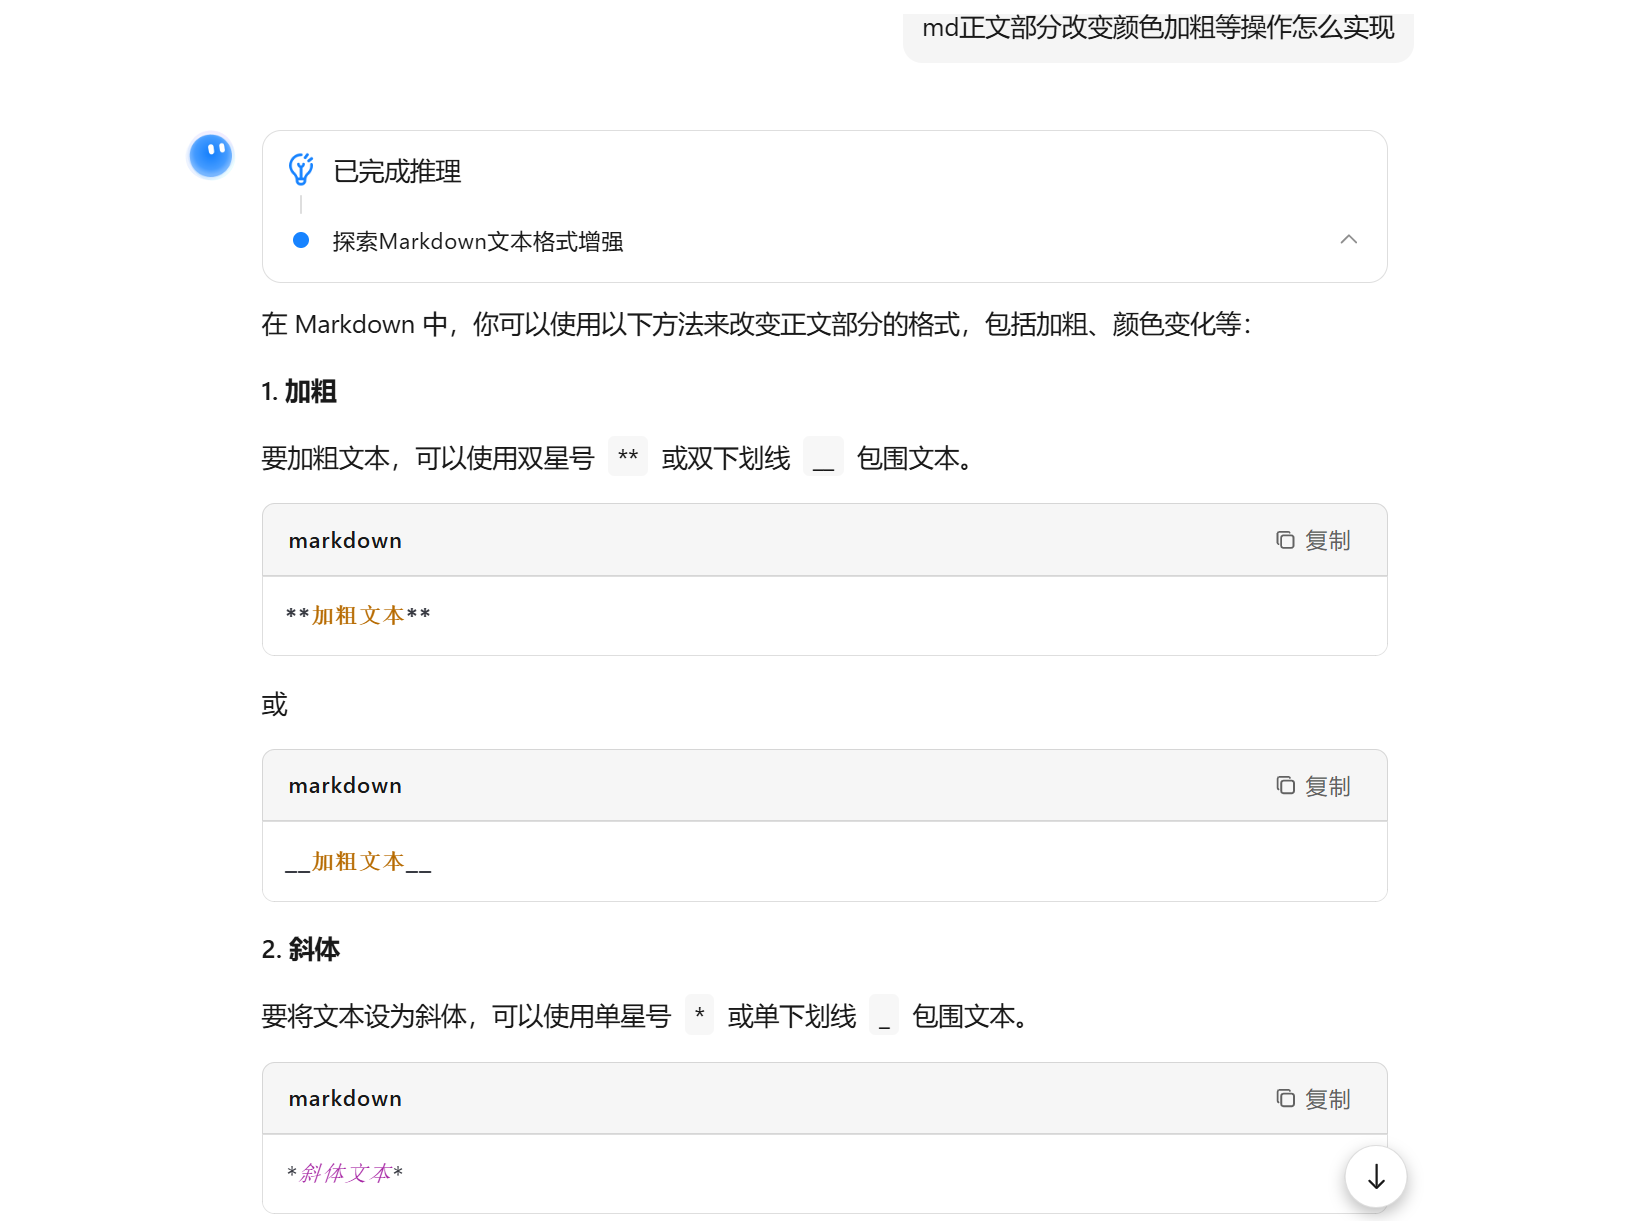 md正文部分改变颜色加粗等操作怎么实现
已完成推理
探索Markdown文本格式增强
在 Markdown 中，你可以使用以下方法来改变正文部分的格式，包括加粗、颜色变化等：
1. 加粗
要加粗文本，可以使用双星号 ** 或双下划线 __ 包围文本。
markdown 复制
**加粗文本**
或
markdown 复制
__加粗文本__
2. 斜体
要将文本设为斜体，可以使用单星号 * 或单下划线 _ 包围文本。
markdown 复制
*斜体文本*